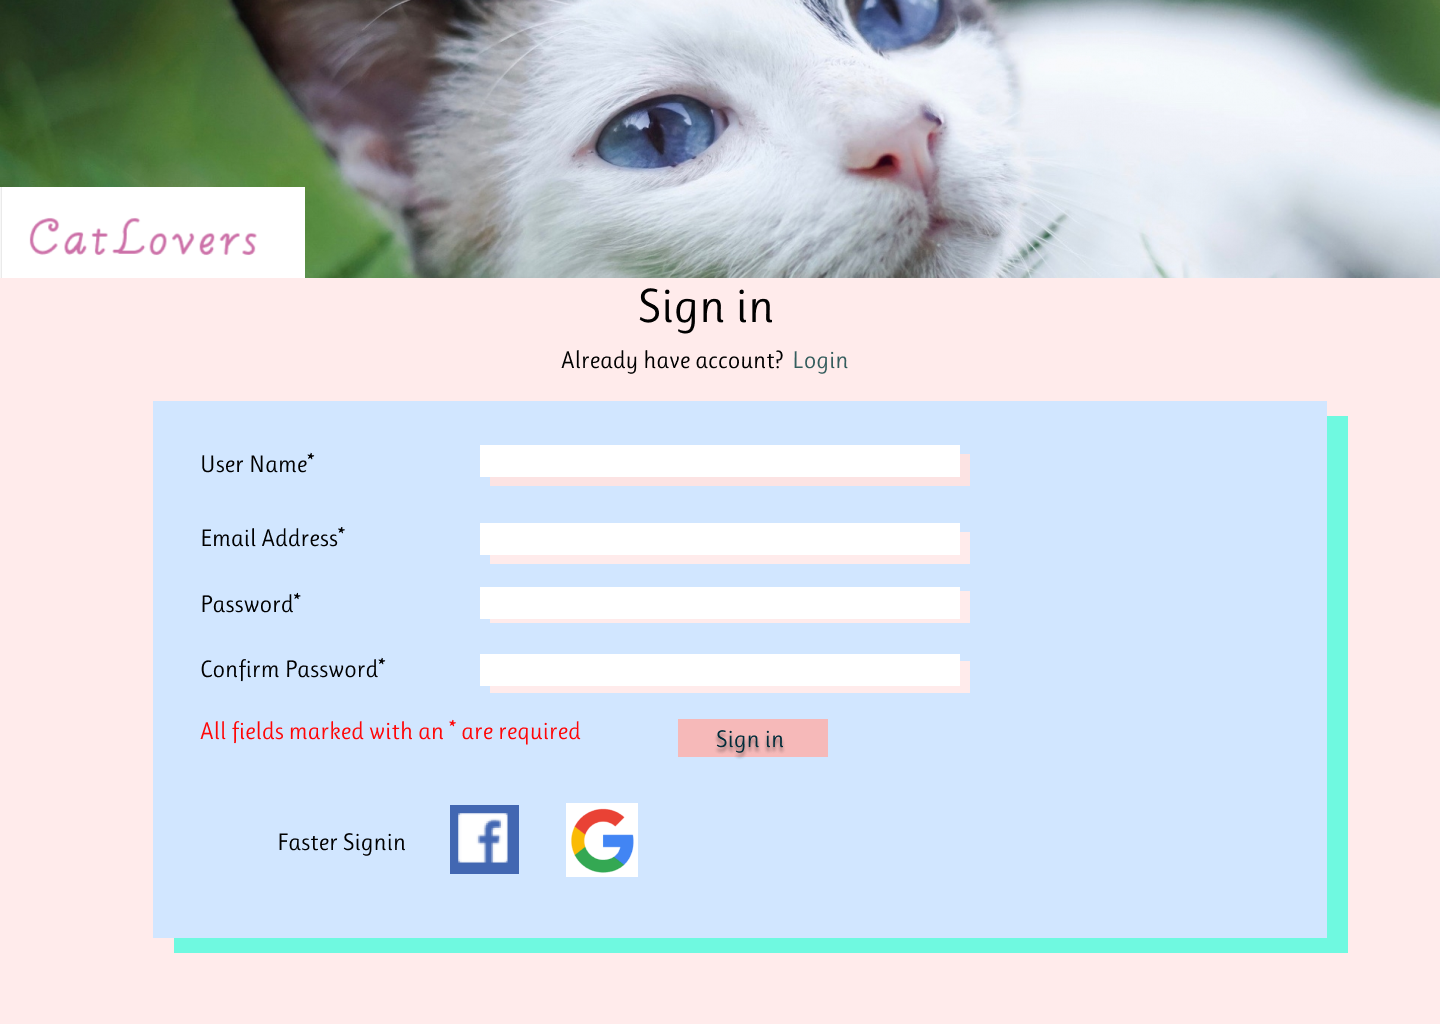 CatLovers
Sign in
Already have account? Login
User Name*
Email Address*
Password*
Confirm Password*
All fields marked with an * are required
Sign in
Faster Signin